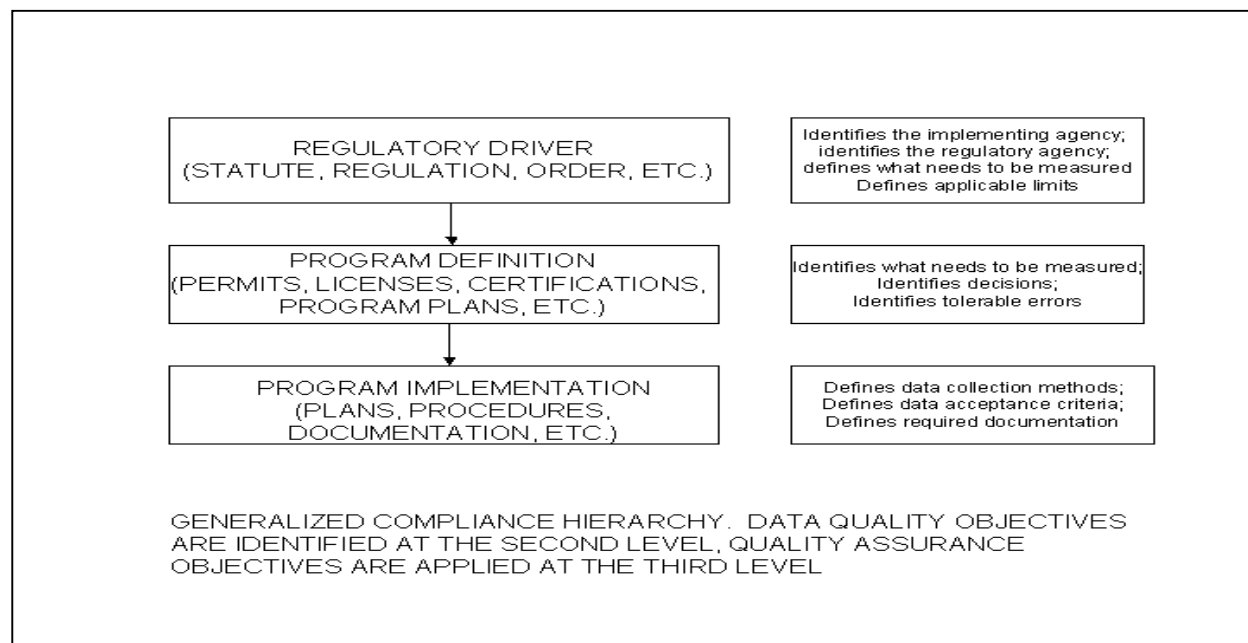 REGULATORY DRIVER
(STATUTE, REGULATION, ORDER, ETC.)
Identifies the implementing agency;
identifies the regulatory agency;
defines what needs to be measured
Defines applicable limits
PROGRAM DEFINITION
(PERMITS, LICENSES, CERTIFICATIONS,
PROGRAM PLANS, ETC.)
Identifies what needs to be measured;
Identifies decisions;
Identifies tolerable errors
PROGRAM IMPLEMENTATION
(PLANS, PROCEDURES,
DOCUMENTATION, ETC.)
Defines data collection methods;
Defines data acceptance criteria;
Defines required documentation
GENERALIZED COMPLIANCE HIERARCHY. DATA QUALITY OBJECTIVES
ARE IDENTIFIED AT THE SECOND LEVEL, QUALITY ASSURANCE
OBJECTIVES ARE APPLIED AT THE THIRD LEVEL